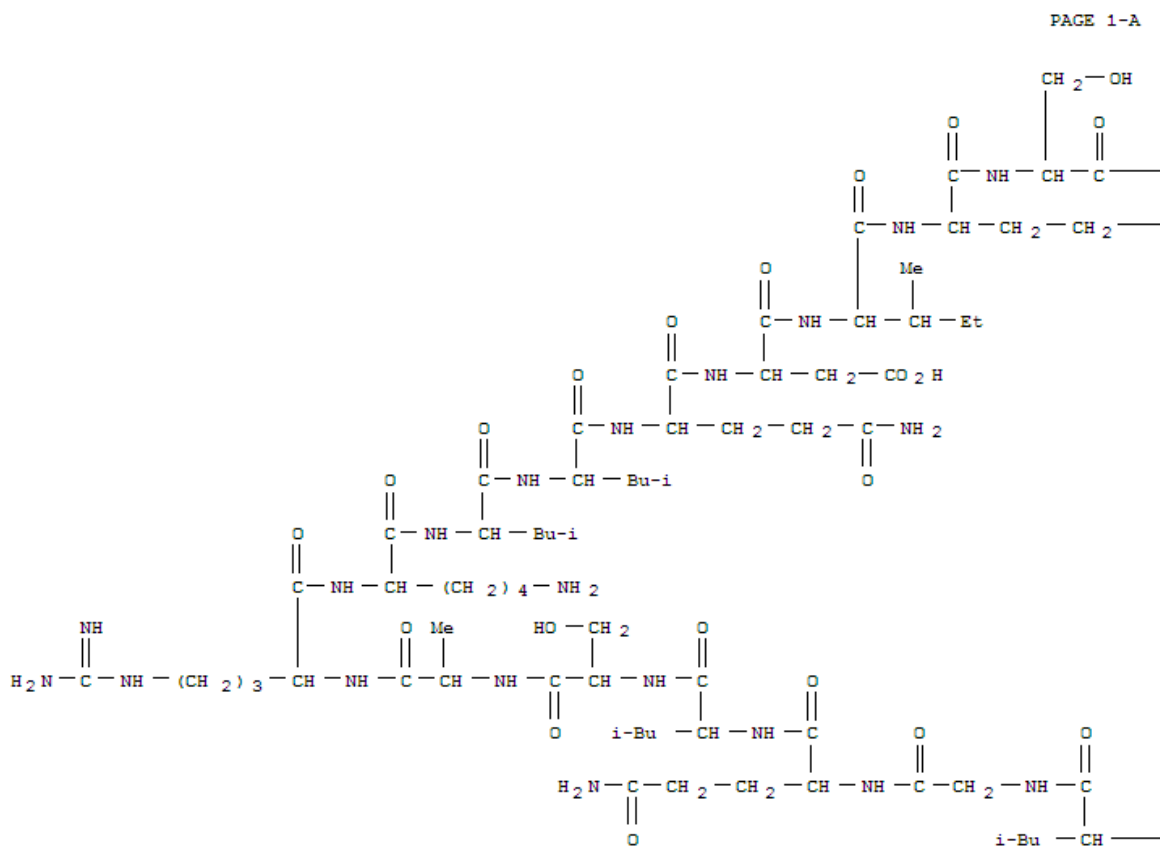 PAGE 1-A
CH2—OH
O O
C—NH—CH—C
O
C—NH—CH—CH2—CH2
O Me
C—NH—CH—CH—Et
O
C—NH—CH—CH2—CO2H
O
C—NH—CH—CH2—CH2—C—NH2
O O
C—NH—CH—Bu-i
O
C—NH—CH—Bu-i
O
C—NH—CH—(CH2)4—NH2
NH O Me HO—CH2 O
H2N—C—NH—(CH2)3—CH—NH—C—CH—NH—C—CH—NH—C
O O
i-Bu—CH—NH—C
O O
H2N—C—CH2—CH2—CH—NH—C—CH2—NH—C
O
i-Bu—CH